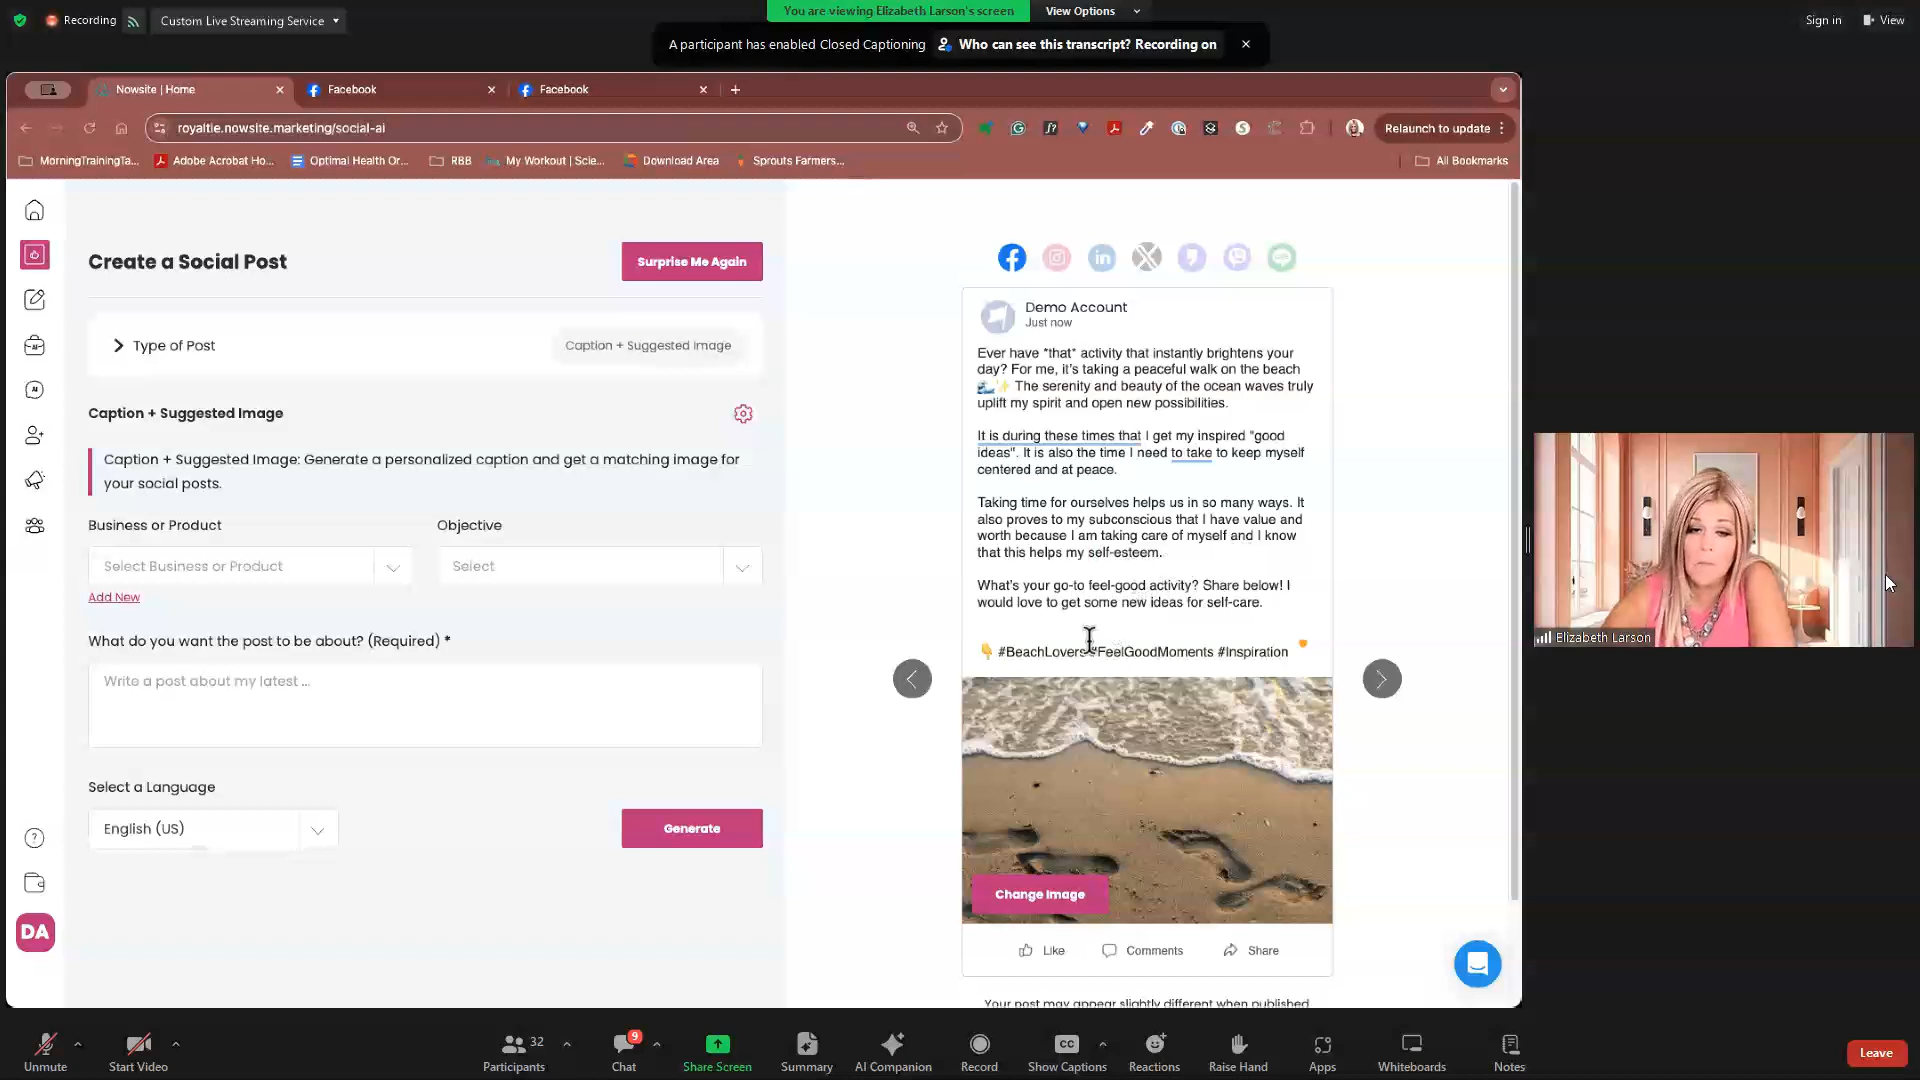 Recording
Custom Live Streaming Service
You are viewing Elizabeth Larson's screen
View Options
Sign in
View
A participant has enabled Closed Captioning
Who can see this transcript? Recording on
Nowsite | Home
Facebook
Facebook
royaltie.nowsite.marketing/social-ai
Relaunch to update
MorningTrainingTa...
Adobe Acrobat Ho...
Optimal Health Or...
RBB
My Workout | Scie...
Download Area
Sprouts Farmers...
All Bookmarks
Create a Social Post
Surprise Me Again
Type of Post
Caption + Suggested Image
Caption + Suggested Image
Caption + Suggested Image: Generate a personalized caption and get a matching image for
your social posts.
Business or Product
Objective
Select Business or Product
Select
Add New
What do you want the post to be about? (Required) *
Write a post about my latest ...
Select a Language
English (US)
Generate
DA
Demo Account
Just now
Ever have *that* activity that instantly brightens your
day? For me, it's taking a peaceful walk on the beach
🌊✨ The serenity and beauty of the ocean waves truly
uplift my spirit and open new possibilities.
It is during these times that I get my inspired "good
ideas". It is also the time I need to take to keep myself
centered and at peace.
Taking time for ourselves helps us in so many ways. It
also proves to my subconscious that I have value and
worth because I am taking care of myself and I know
that this helps my self-esteem.
What's your go-to feel-good activity? Share below! I
would love to get some new ideas for self-care.
👇 #BeachLovers #FeelGoodMoments #Inspiration
Change Image
Like
Comments
Share
Your post may appear slightly different when published
Elizabeth Larson
Unmute
Start Video
32
Participants
9
Chat
Share Screen
Summary
AI Companion
Record
CC
Show Captions
Reactions
Raise Hand
Apps
Whiteboards
Notes
Leave